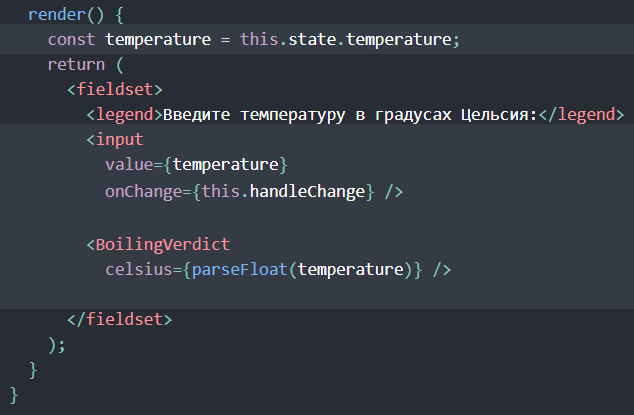 render() {
const temperature = this.state.temperature;
return (
<fieldset>
<legend>Введите температуру в градусах Цельсия:</legend>
<input
value={temperature}
onChange={this.handleChange} />
<BoilingVerdict
celsius={parseFloat(temperature)} />
</fieldset>
);
}
}